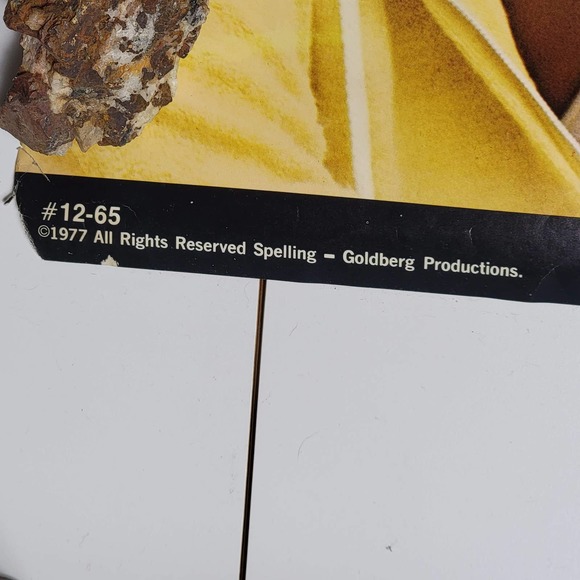 #12-65
©1977 All Rights Reserved Spelling - Goldberg Productions.